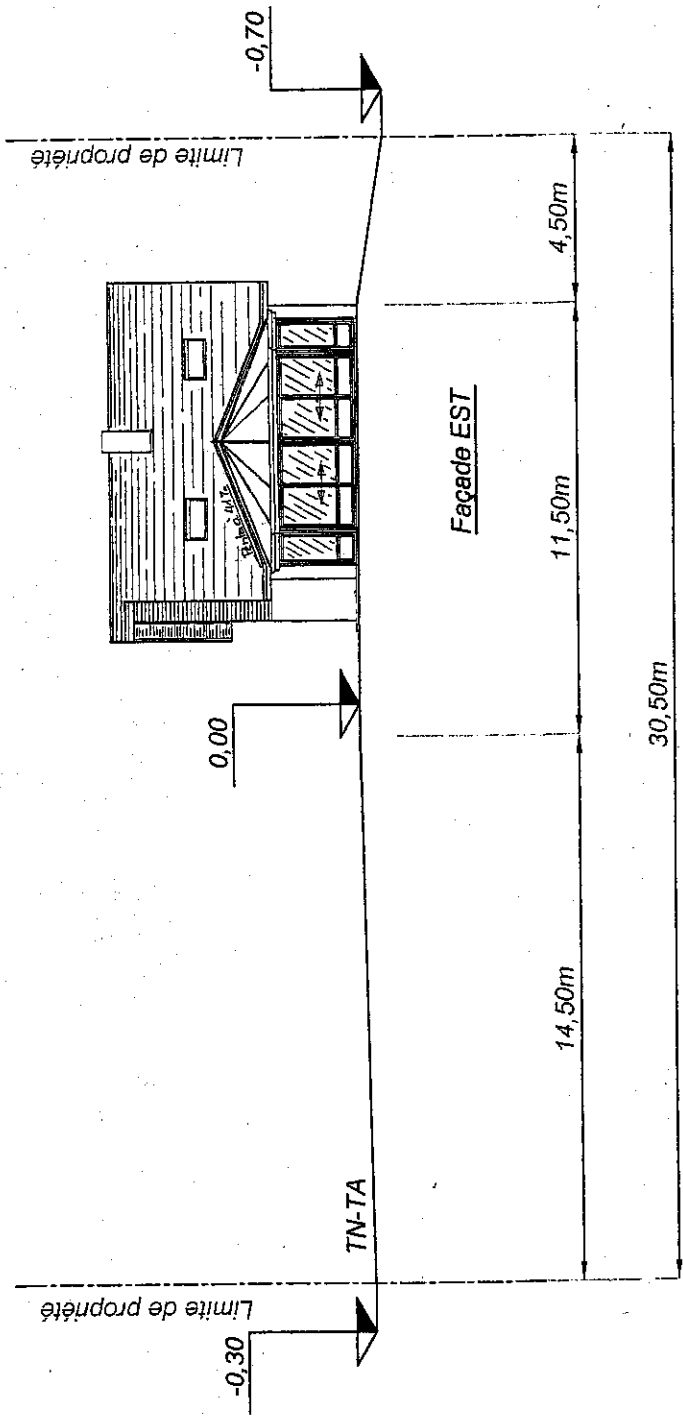 Limite de propriété
Limite de propriété
-0,30
0,00
-0,70
TN-TA
Façade EST
14,50m
11,50m
4,50m
30,50m